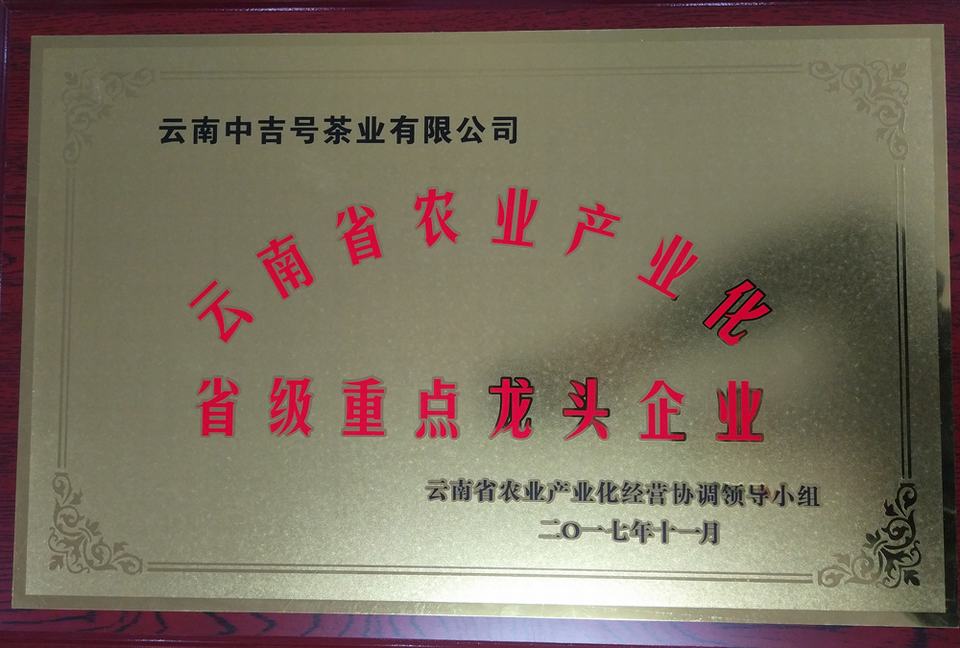 云南中吉号茶业有限公司
云南省农业产业化
省级重点龙头企业
云南省农业产业化经营协调领导小组
二〇一七年十一月